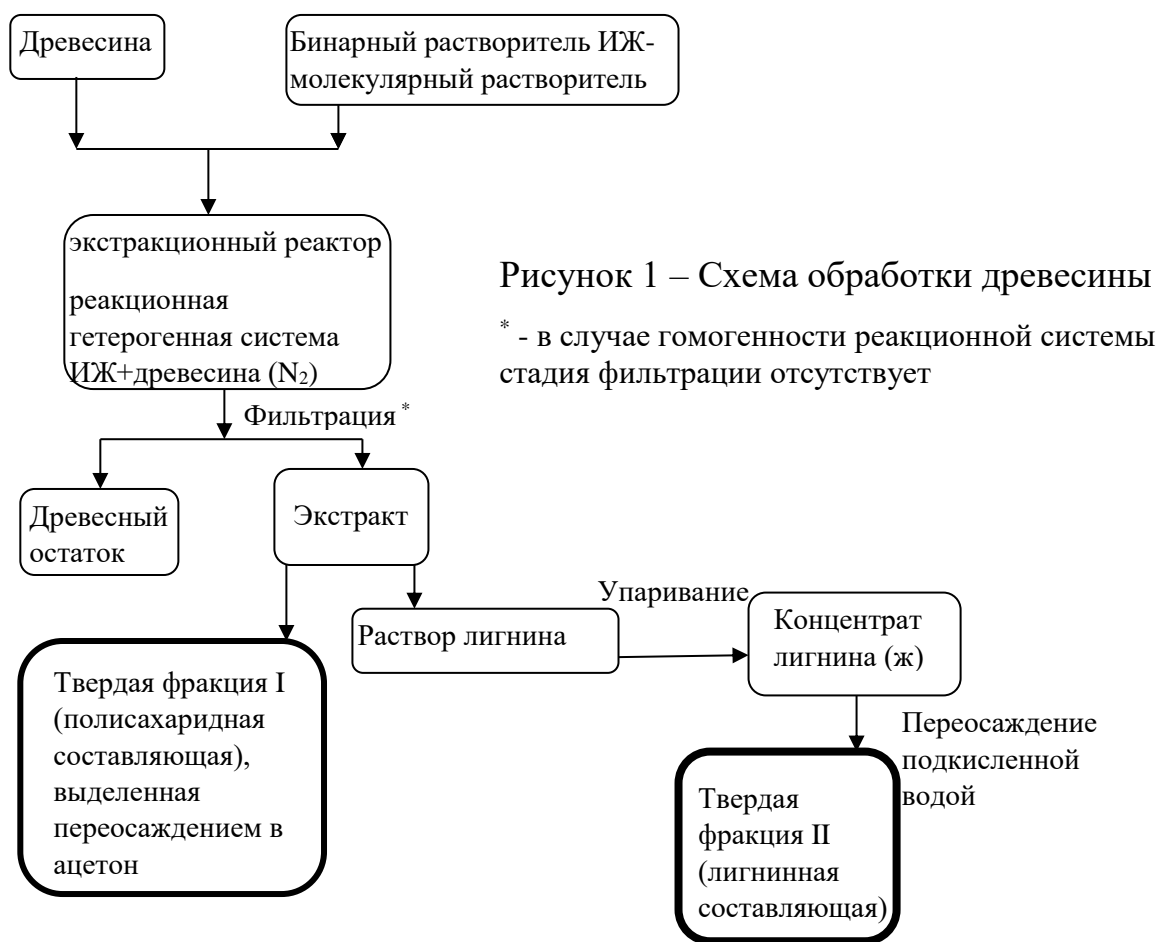 Древесина
Бинарный растворитель ИЖ-
молекулярный растворитель
экстракционный реактор
реакционная
гетерогенная система
ИЖ+древесина (N₂)
Рисунок 1 – Схема обработки древесины
* - в случае гомогенности реакционной системы
стадия фильтрации отсутствует
Фильтрация *
Древесный
остаток
Экстракт
Раствор лигнина
Упаривание
Концентрат
лигнина (ж)
Твердая фракция I
(полисахаридная
составляющая),
выделенная
переосаждением в
ацетон
Переосаждение
подкисленной
водой
Твердая
фракция II
(лигнинная
составляющая)